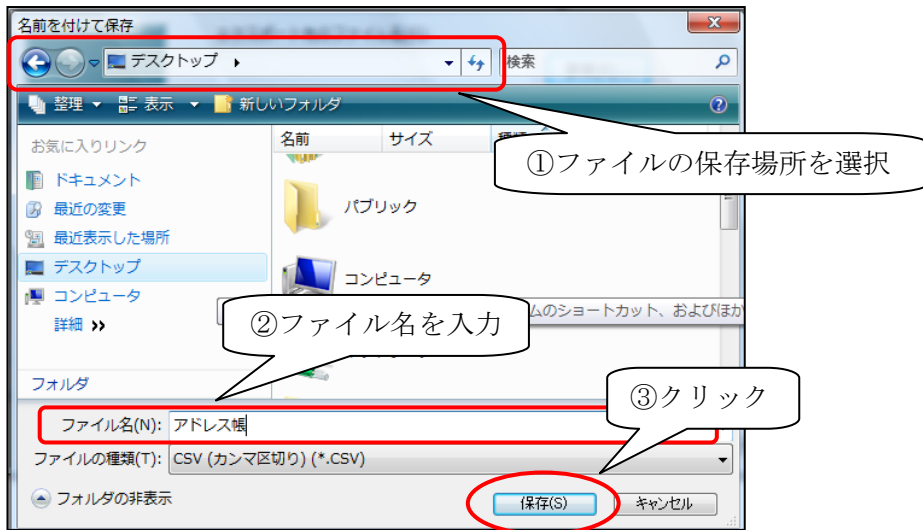 名前を付けて保存
デスクトップ
検索
整理 表示 新しいフォルダ
お気に入りリンク
ドキュメント
最近の変更
最近表示した場所
デスクトップ
コンピュータ
詳細 »
フォルダ
名前 サイズ
パブリック
コンピュータ
ムのショートカット、およびほか
①ファイルの保存場所を選択
②ファイル名を入力
③クリック
ファイル名(N): アドレス帳
ファイルの種類(T): CSV (カンマ区切り) (*.CSV)
フォルダの非表示
保存(S)
キャンセル